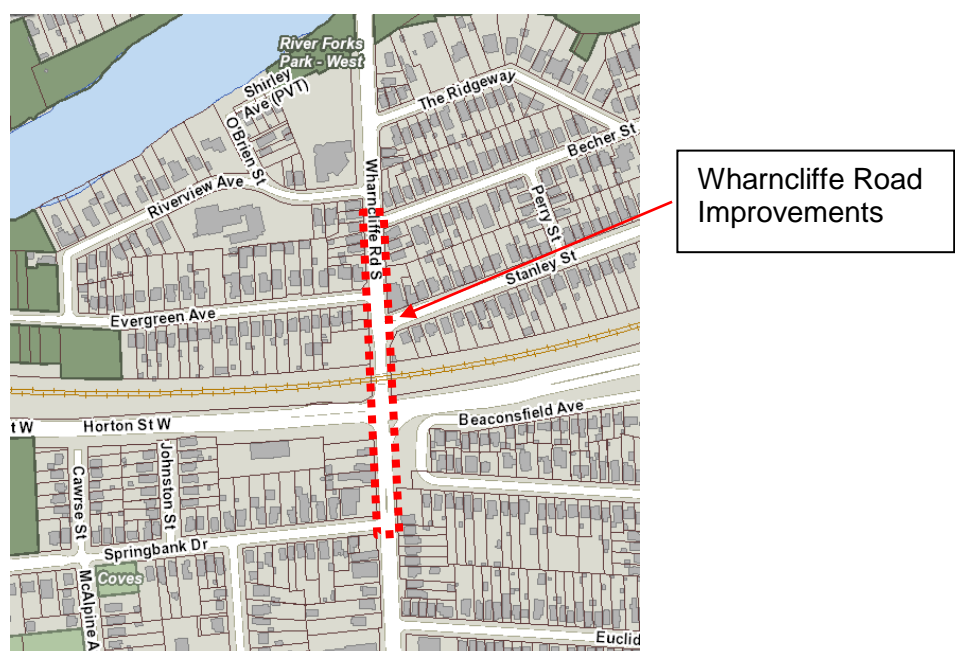 River Forks
Park - West
Shirley
Ave (PVT)
O'Brien St
The Ridgeway
Becher St
Perry St
Riverview Ave
Wharncliffe Rd S
Stanley St
Evergreen Ave
Wharncliffe Road
Improvements
t W
Horton St W
Beaconsfield Ave
Johnston St
Cawrse St
Springbank Dr
Coves
McAlpine A
Euclid